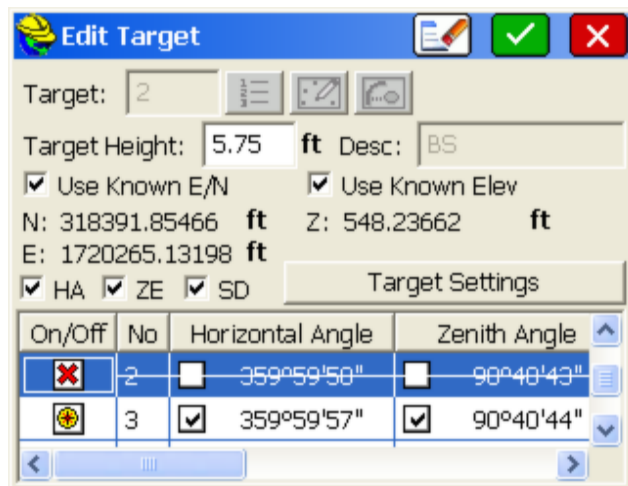 Edit Target
Target: 2
Target Height: 5.75 ft Desc: BS
Use Known E/N Use Known Elev
N: 318391.85466 ft Z: 548.23662 ft
E: 1720265.13198 ft
HA ZE SD Target Settings
On/Off No Horizontal Angle Zenith Angle
2 359°59'50" 90°40'43"
3 359°59'57" 90°40'44"